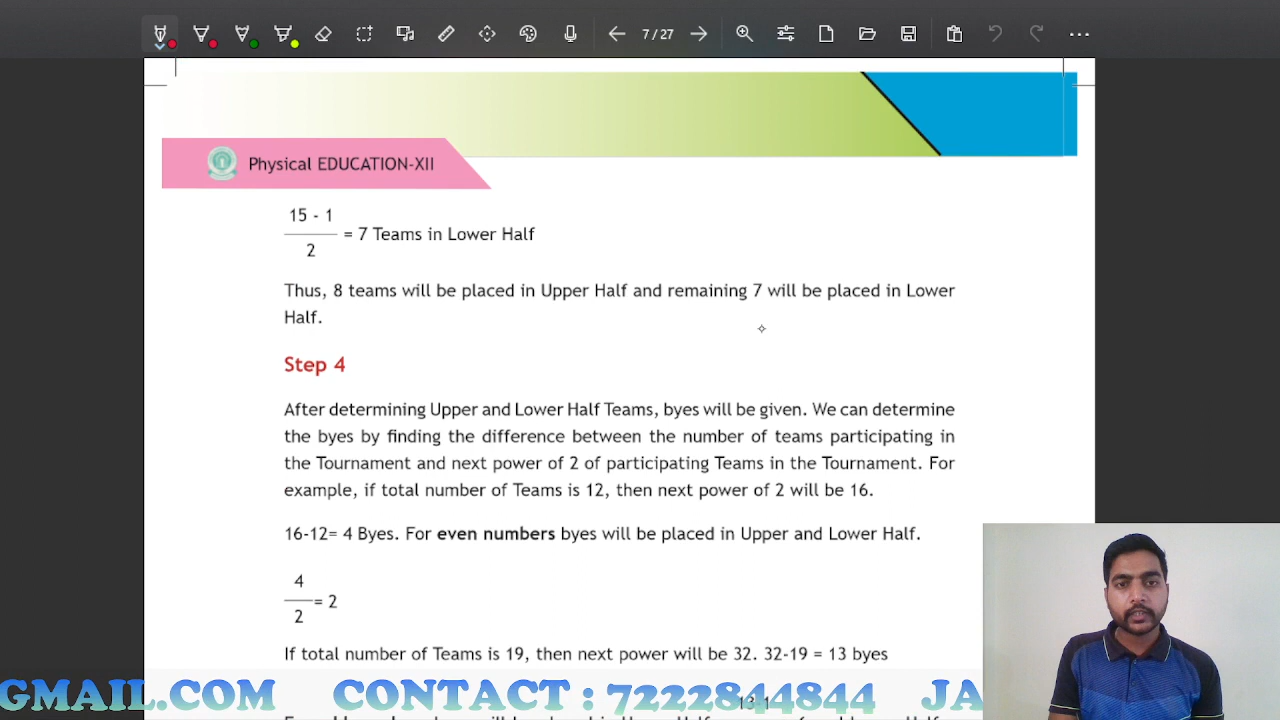 7 / 27
Physical EDUCATION-XII
15 - 1
2
= 7 Teams in Lower Half
Thus, 8 teams will be placed in Upper Half and remaining 7 will be placed in Lower
Half.
Step 4
After determining Upper and Lower Half Teams, byes will be given. We can determine
the byes by finding the difference between the number of teams participating in
the Tournament and next power of 2 of participating Teams in the Tournament. For
example, if total number of Teams is 12, then next power of 2 will be 16.
16-12= 4 Byes. For even numbers byes will be placed in Upper and Lower Half.
4
2
= 2
If total number of Teams is 19, then next power will be 32. 32-19 = 13 byes
GMAIL.COM CONTACT : 7222844844 JA
13-1